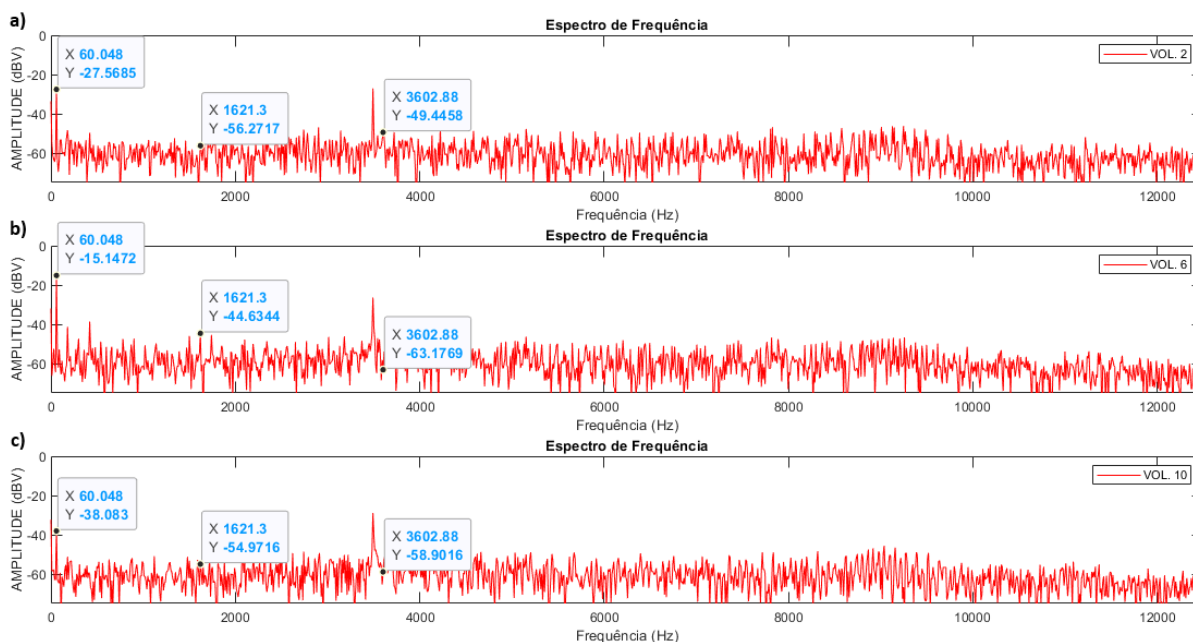 a)
Espectro de Frequência
AMPLITUDE (dBV)
0
-20
-40
-60
X 60.048
Y -27.5685
X 1621.3
Y -56.2717
X 3602.88
Y -49.4458
VOL. 2
0
2000
4000
6000
8000
10000
12000
Frequência (Hz)
b)
Espectro de Frequência
AMPLITUDE (dBV)
0
-20
-40
-60
X 60.048
Y -15.1472
X 1621.3
Y -44.6344
X 3602.88
Y -63.1769
VOL. 6
0
2000
4000
6000
8000
10000
12000
Frequência (Hz)
c)
Espectro de Frequência
AMPLITUDE (dBV)
0
-20
-40
-60
X 60.048
Y -38.083
X 1621.3
Y -54.9716
X 3602.88
Y -58.9016
VOL. 10
0
2000
4000
6000
8000
10000
12000
Frequência (Hz)